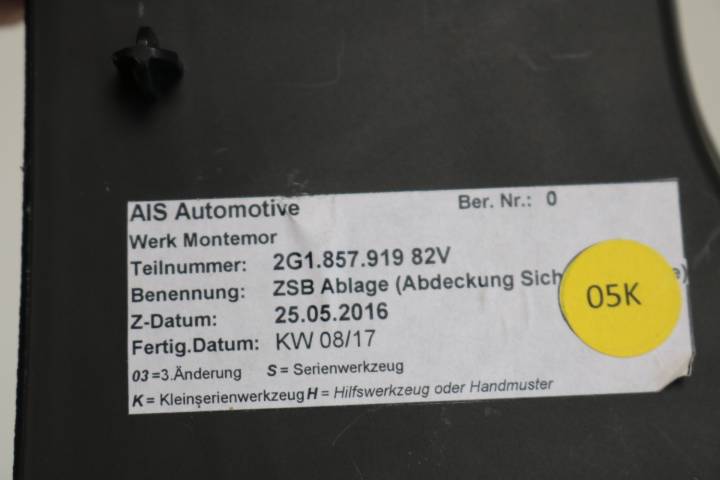 AIS Automotive Ber. Nr.: 0
Werk Montemor
Teilnummer: 2G1.857.919 82V
Benennung: ZSB Ablage (Abdeckung e)
Z-Datum: 25.05.2016
05K
Fertig.Datum: KW 08/17
03 =3.Änderung S = Serienwerkzeug
K = Kleinserienwerkzeug H = Hilfswerkzeug oder Handmuster